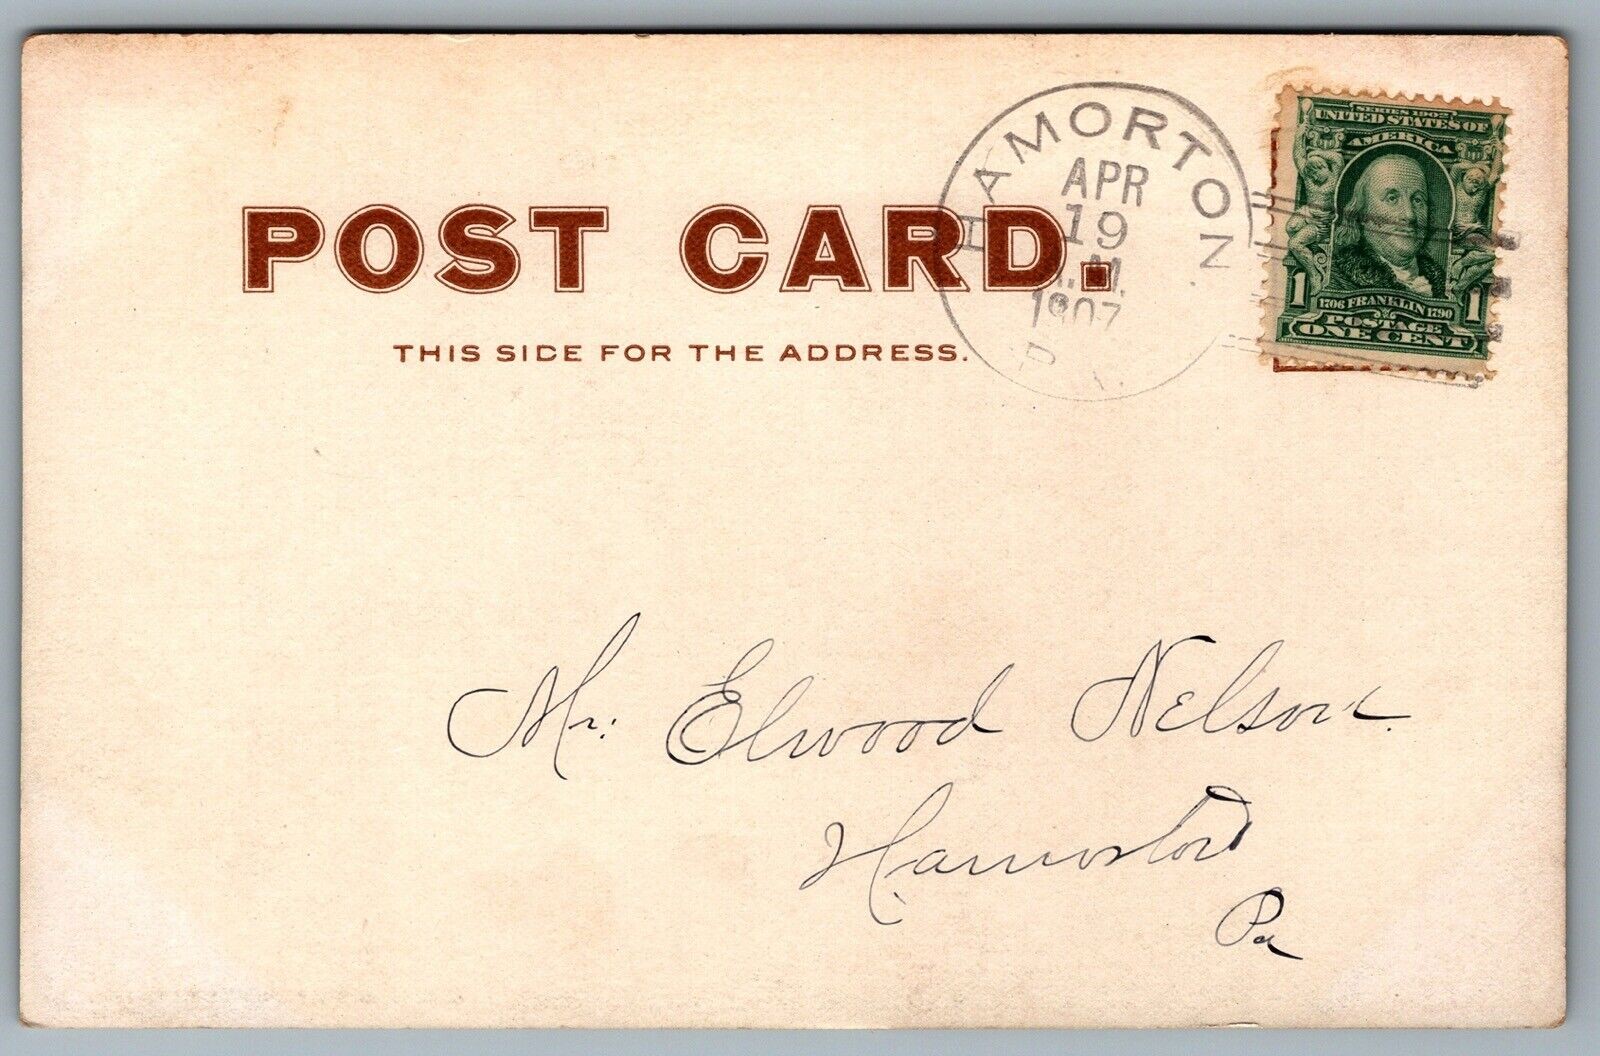 POST CARD.
THIS SIDE FOR THE ADDRESS.
HAMORTON
APR
19
.M.
1907
P
SERIES 1902
UNITED STATES OF
AMERICA
1 1706 FRANKLIN 1790 1
POSTAGE
ONE CENT
Mr: Elwood Nelson.
Hamorton
Pa